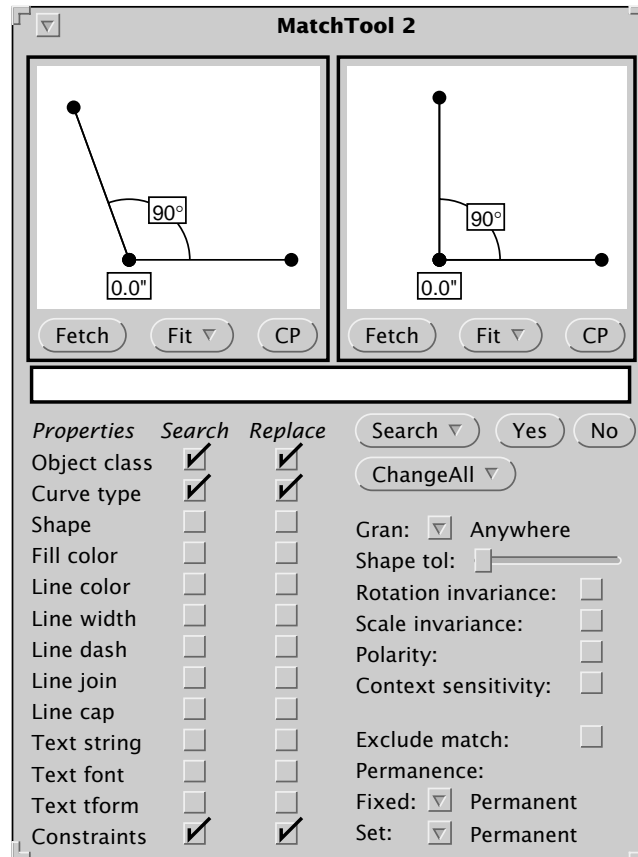 MatchTool 2
90° 90°
0.0" 0.0"
Fetch Fit CP Fetch Fit CP
Properties Search Replace
Object class
Curve type
Shape
Fill color
Line color
Line width
Line dash
Line join
Line cap
Text string
Text font
Text tform
Constraints
Search Yes No
ChangeAll
Gran: Anywhere
Shape tol:
Rotation invariance:
Scale invariance:
Polarity:
Context sensitivity:
Exclude match:
Permanence:
Fixed: Permanent
Set: Permanent